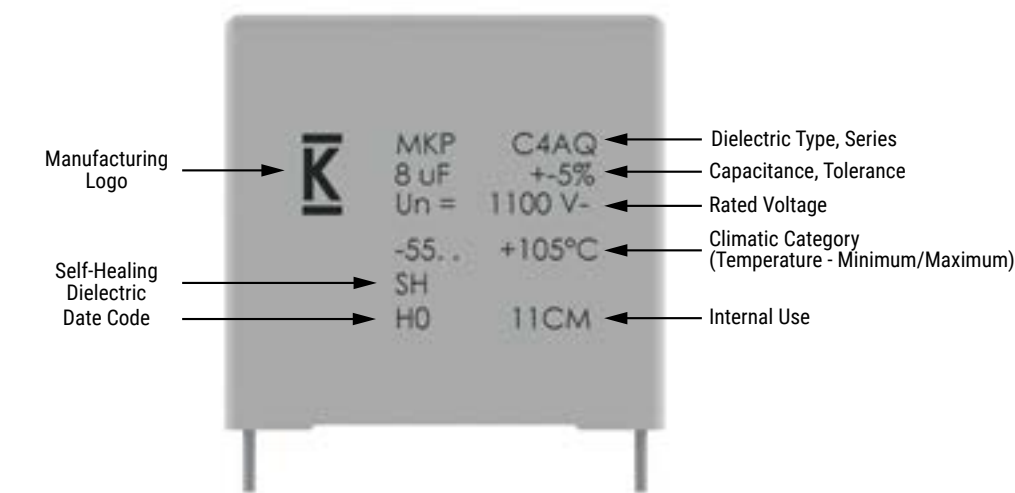 MKP C4AQ
8 uF +-5%
Un = 1100 V-
-55. . +105°C
SH
H0 11CM
K
Manufacturing
Logo
Self-Healing
Dielectric
Date Code
Dielectric Type, Series
Capacitance, Tolerance
Rated Voltage
Climatic Category
(Temperature - Minimum/Maximum)
Internal Use